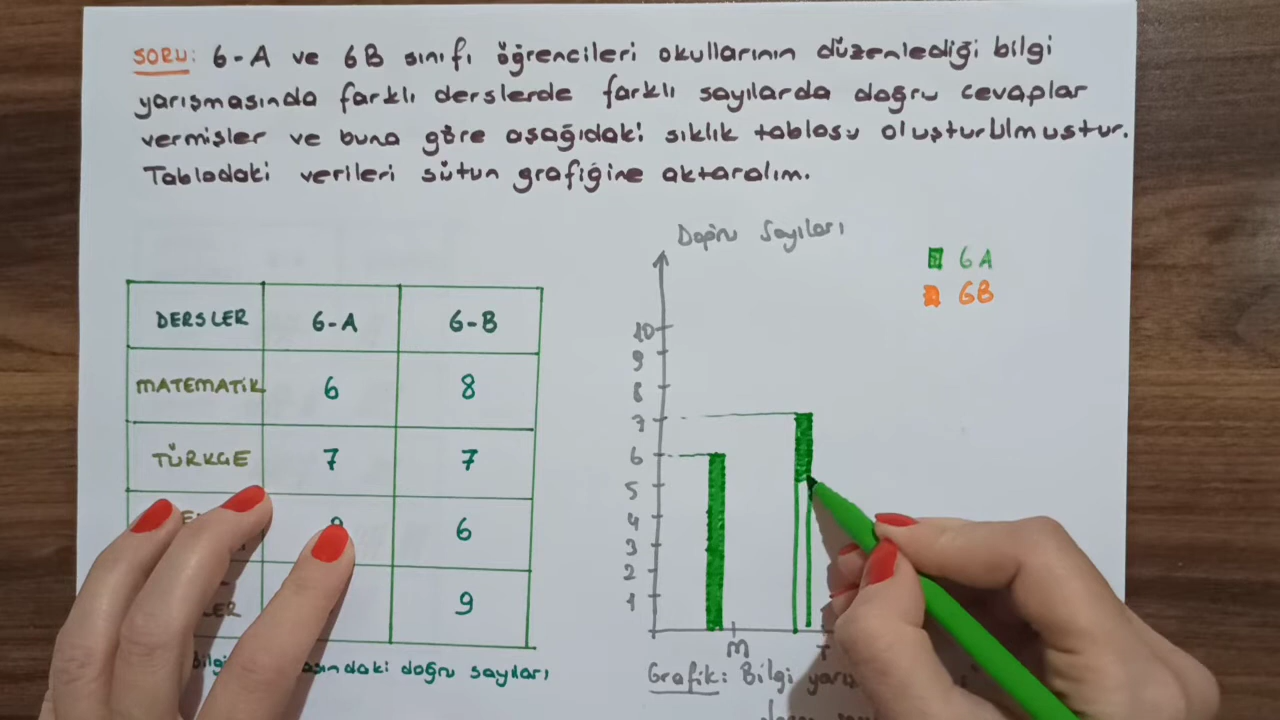 SORU: 6-A ve 6B sınıfı öğrencileri okullarının düzenlediği bilgi
yarışmasında farklı derslerde farklı sayılarda doğru cevaplar
vermişler ve buna göre aşağıdaki sıklık tablosu oluşturulmuştur.
Tablodaki verileri sütun grafiğine aktaralım.
DERSLER 6-A 6-B
MATEMATİK 6 8
TÜRKÇE 7 7
6
9
doğru sayıları
Doğru Sayıları
6A
6B
10
9
8
7
6
5
4
3
2
1
M T
Grafik: Bilgi